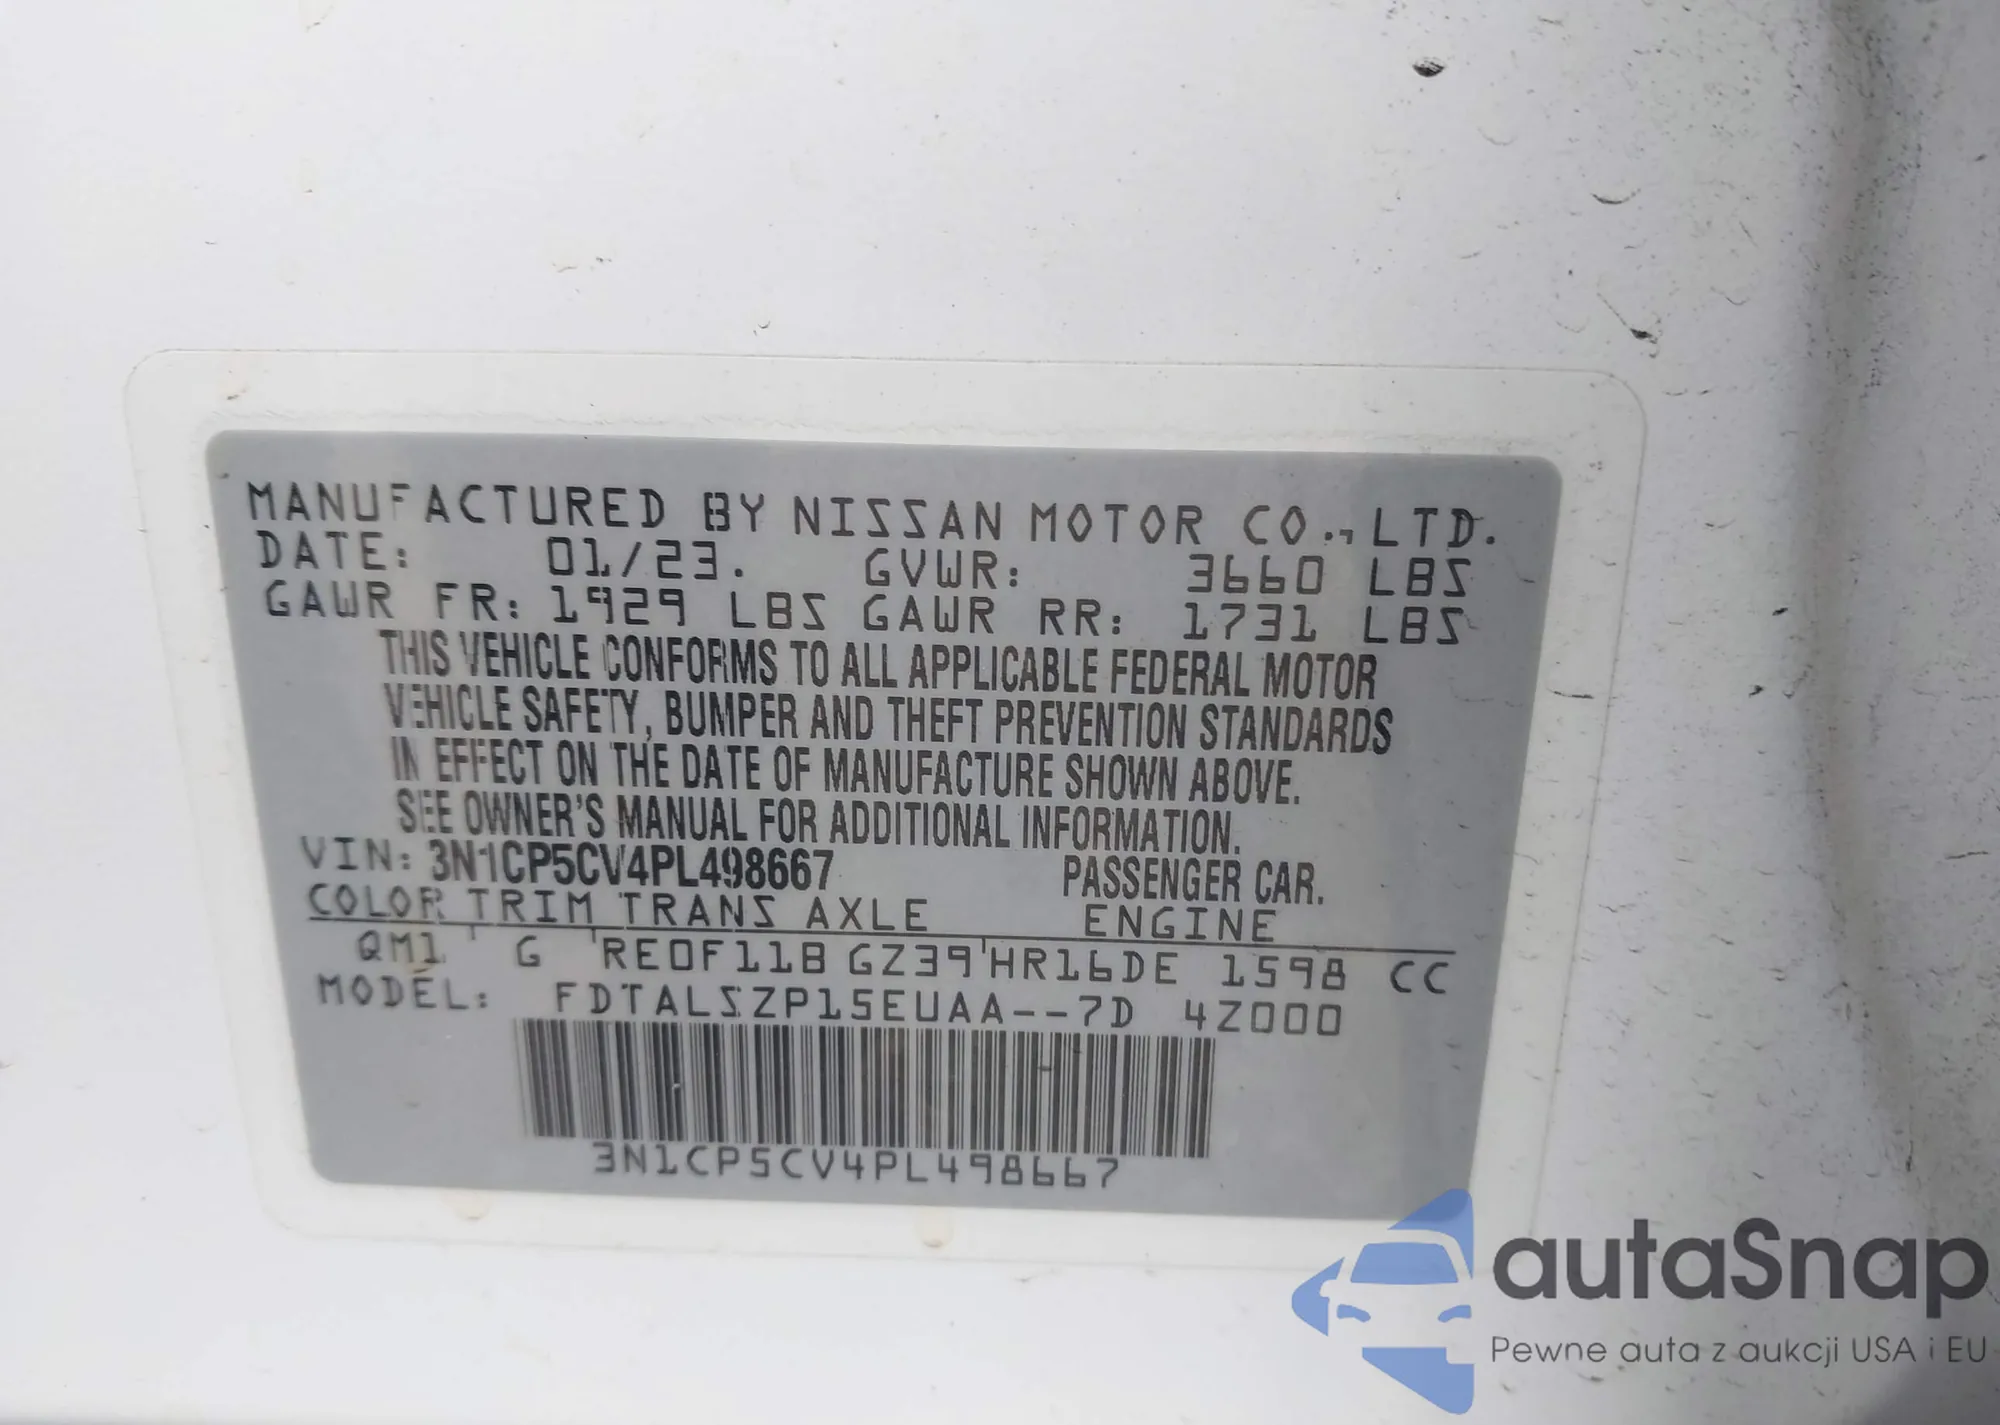 MANUFACTURED BY NISSAN MOTOR CO., LTD.
DATE: 01/23. GVWR: 3660 LBS
GAWR FR: 1929 LBS GAWR RR: 1731 LBS
THIS VEHICLE CONFORMS TO ALL APPLICABLE FEDERAL MOTOR
VEHICLE SAFETY, BUMPER AND THEFT PREVENTION STANDARDS
IN EFFECT ON THE DATE OF MANUFACTURE SHOWN ABOVE.
SEE OWNER'S MANUAL FOR ADDITIONAL INFORMATION.
VIN: 3N1CP5CV4PL498667 PASSENGER CAR.
COLOR TRIM TRANS AXLE ENGINE
QM1 ' G ' RE0F11B GZ39 ' HR16DE 1598 CC
MODEL: FDTALSZP15EUAA--7D 4Z000
3N1CP5CV4PL498667
autaSnap
Pewne auta z aukcji USA i EU